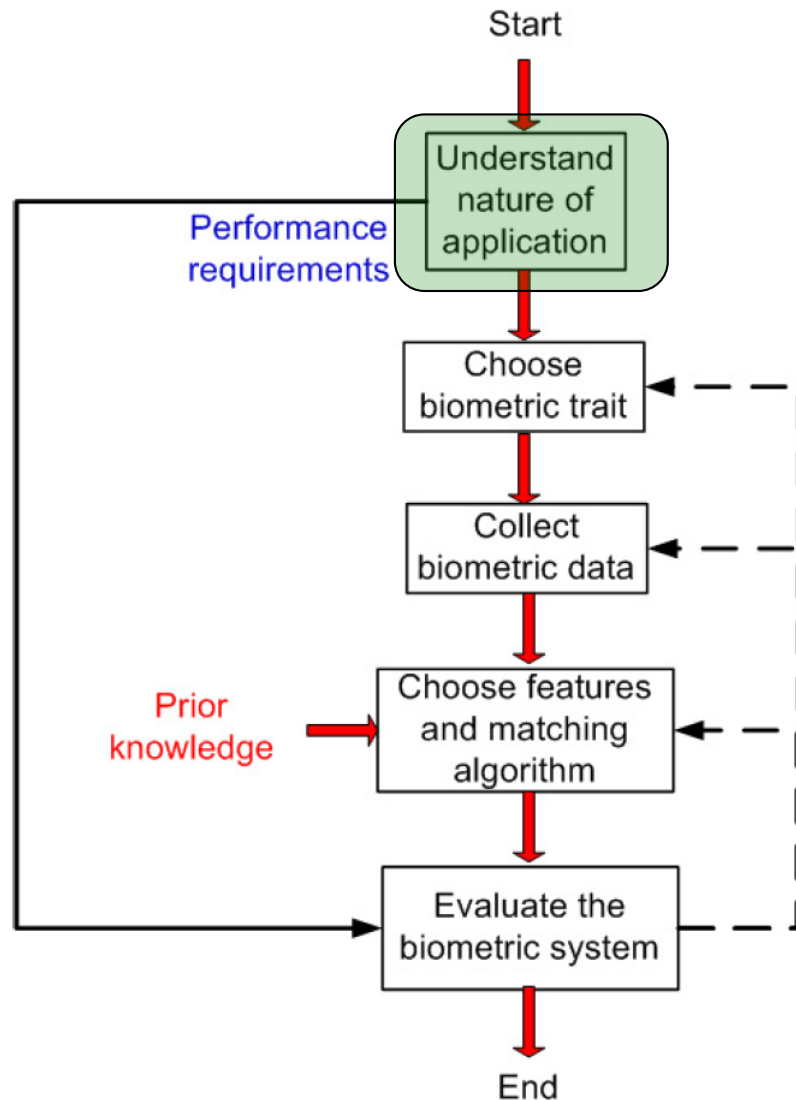 Start
Understand
nature of
application
Performance
requirements
Choose
biometric trait
Collect
biometric data
Choose features
and matching
algorithm
Prior
knowledge
Evaluate the
biometric system
End